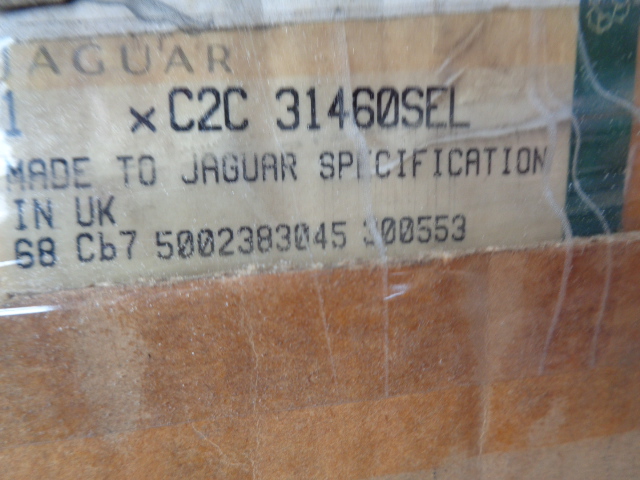 JAGUAR
1 x C2C 31460SEL
MADE TO JAGUAR SPECIFICATION
IN UK
68 Cb7 5002383045 300553